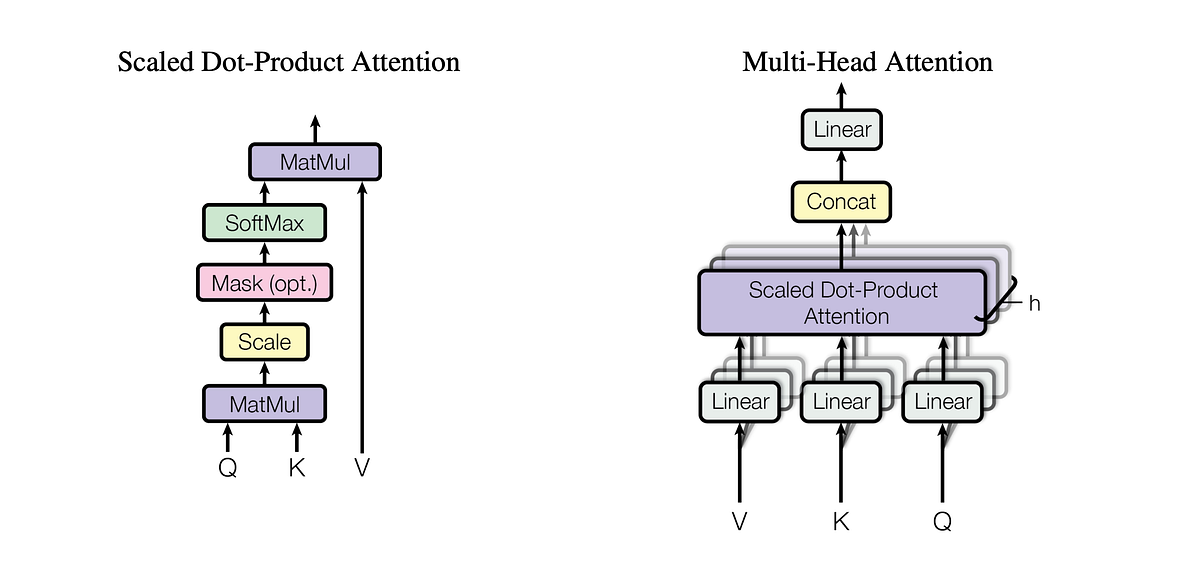 Scaled Dot-Product Attention
MatMul
SoftMax
Mask (opt.)
Scale
MatMul
Q K V
Multi-Head Attention
Linear
Concat
Scaled Dot-Product
Attention
h
Linear Linear Linear
V K Q